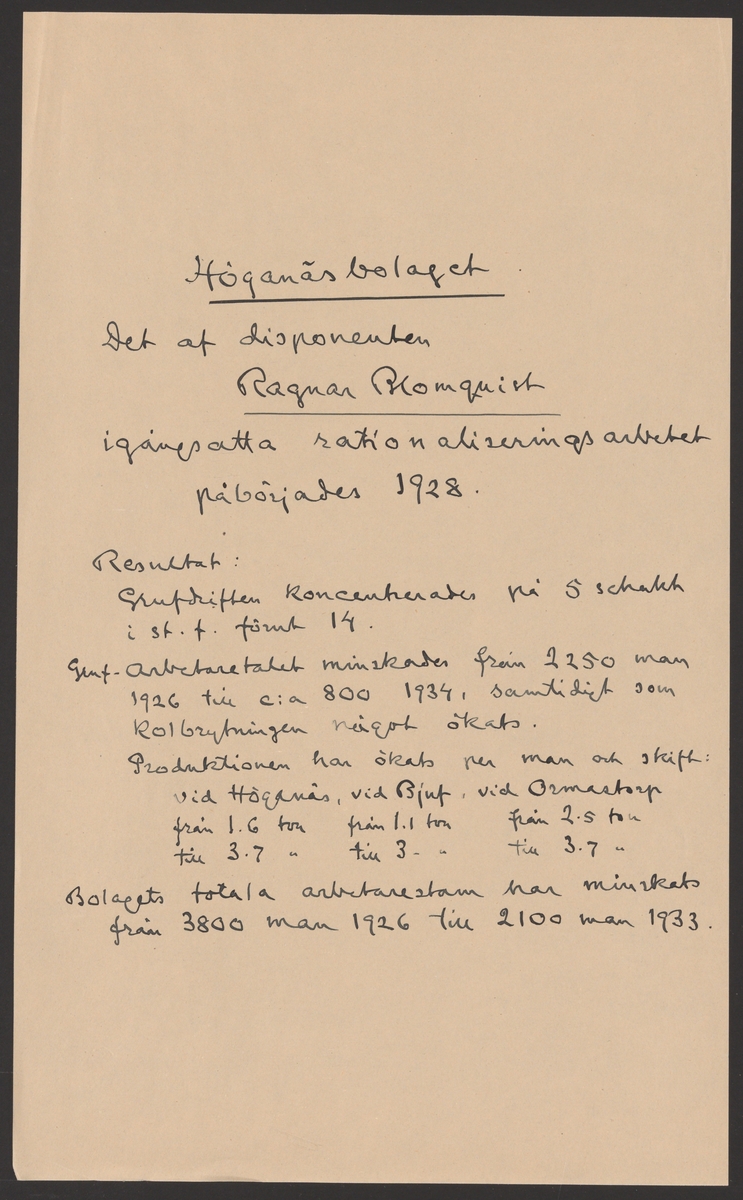 Höganäsbolaget
Det af disponenten
Ragnar Blomquist
igångsatta rationaliseringsarbetet
påbörjades 1928.
Resultat:
Grufdriften koncentrerades på 5 schakt
i st. f. förut 14.
Gruf-arbetaretalet minskades från 2250 man
1926 till c:a 800 1934, samtidigt som
kolbrytningen något ökats.
Produktionen har ökats per man och skift:
vid Höganäs, vid Bjuf, vid Ormastorp
från 1.6 ton från 1.1 ton från 2.5 ton
till 3.7 " till 3- " till 3.7 "
Bolagets totala arbetarestam har minskats
från 3800 man 1926 till 2100 man 1933.